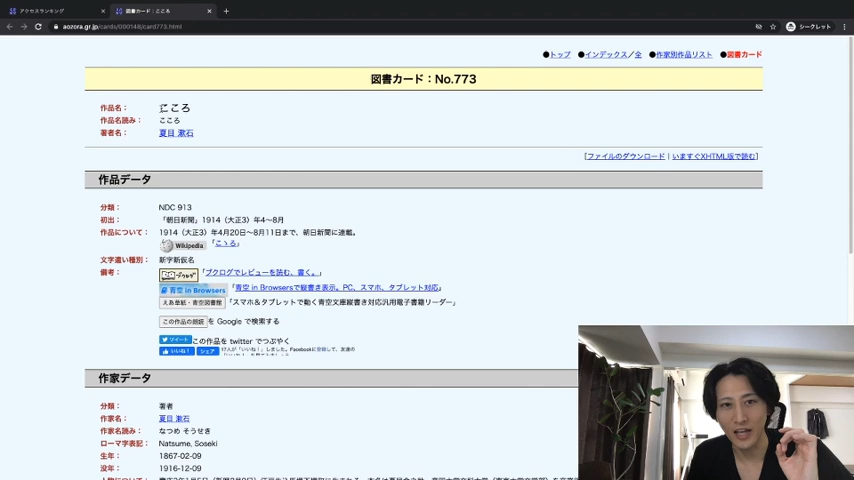 アクセスランキング
図書カード：こころ
aozora.gr.jp/cards/000148/card773.html
シークレット
●トップ ●インデックス／全 ●作家別作品リスト ●図書カード
図書カード：No.773
作品名： こころ
作品名読み： こころ
著者名： 夏目 漱石
[ファイルのダウンロード｜いますぐXHTML版で読む]
作品データ
分類： NDC 913
初出： 「朝日新聞」1914（大正3）年4～8月
作品について： 1914（大正3）年4月20日～8月11日まで、朝日新聞に連載。
Wikipedia 「こゝろ」
文字遣い種別： 新字新仮名
備考： 「ブクログでレビューを読む、書く。」
青空 in Browsers 「青空 in Browsersで縦書き表示。PC、スマホ、タブレット対応」
えあ草紙・青空図書館 「スマホ＆タブレットで動く青空文庫縦書き対応汎用電子書籍リーダー」
この作品の朗読 を Google で検索する
ツイート この作品を twitter でつぶやく
いいね！ シェア
作家データ
分類： 著者
作家名： 夏目 漱石
作家名読み： なつめ そうせき
ローマ字表記： Natsume, Soseki
生年： 1867-02-09
没年： 1916-12-09